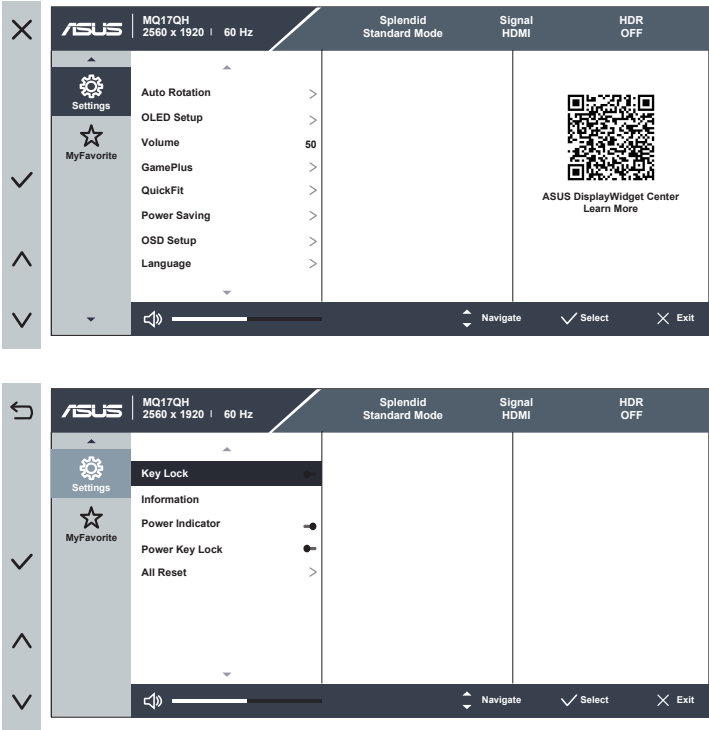 ASUS
MQ17QH
2560 x 1920 | 60 Hz
Splendid
Standard Mode
Signal
HDMI
HDR
OFF
Settings
MyFavorite
Auto Rotation
OLED Setup
Volume 50
GamePlus
QuickFit
Power Saving
OSD Setup
Language
ASUS DisplayWidget Center
Learn More
Navigate
Select
Exit
ASUS
MQ17QH
2560 x 1920 | 60 Hz
Splendid
Standard Mode
Signal
HDMI
HDR
OFF
Settings
MyFavorite
Key Lock
Information
Power Indicator
Power Key Lock
All Reset
Navigate
Select
Exit